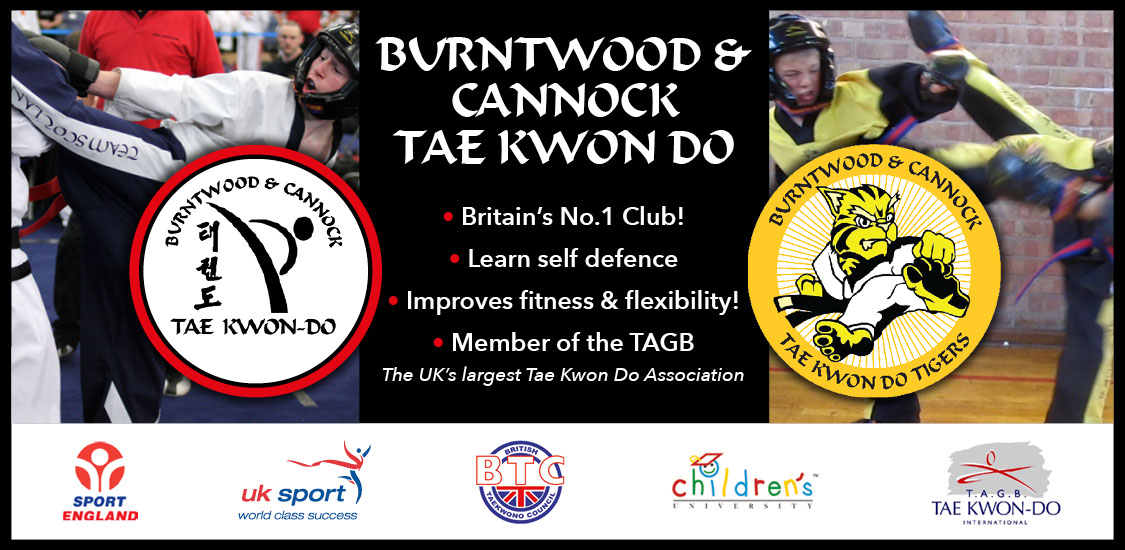 BURNTWOOD &
CANNOCK
TAE KWON DO
• Britain's No.1 Club!
• Learn self defence
• Improves fitness & flexibility!
• Member of the TAGB
The UK's largest Tae Kwon Do Association
TEAM SCOTLAND
BURNTWOOD & CANNOCK
태권도
TAE KWON-DO
BURNTWOOD & CANNOCK
TAE KWON DO TIGERS
SPORT
ENGLAND
uk sport
world class success
BRITISH
BTC
TAEKWONDO COUNCIL
children's™
UNIVERSITY
T.A.G.B.
TAE KWON-DO
INTERNATIONAL